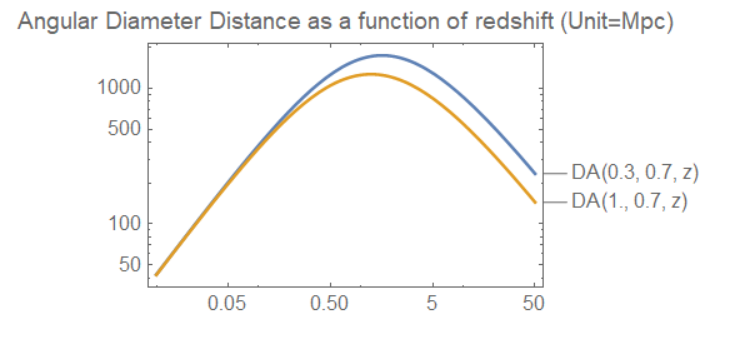 Angular Diameter Distance as a function of redshift (Unit=Mpc)
1000
500
100
50
DA(0.3, 0.7, z)
DA(1., 0.7, z)
0.05 0.50 5 50